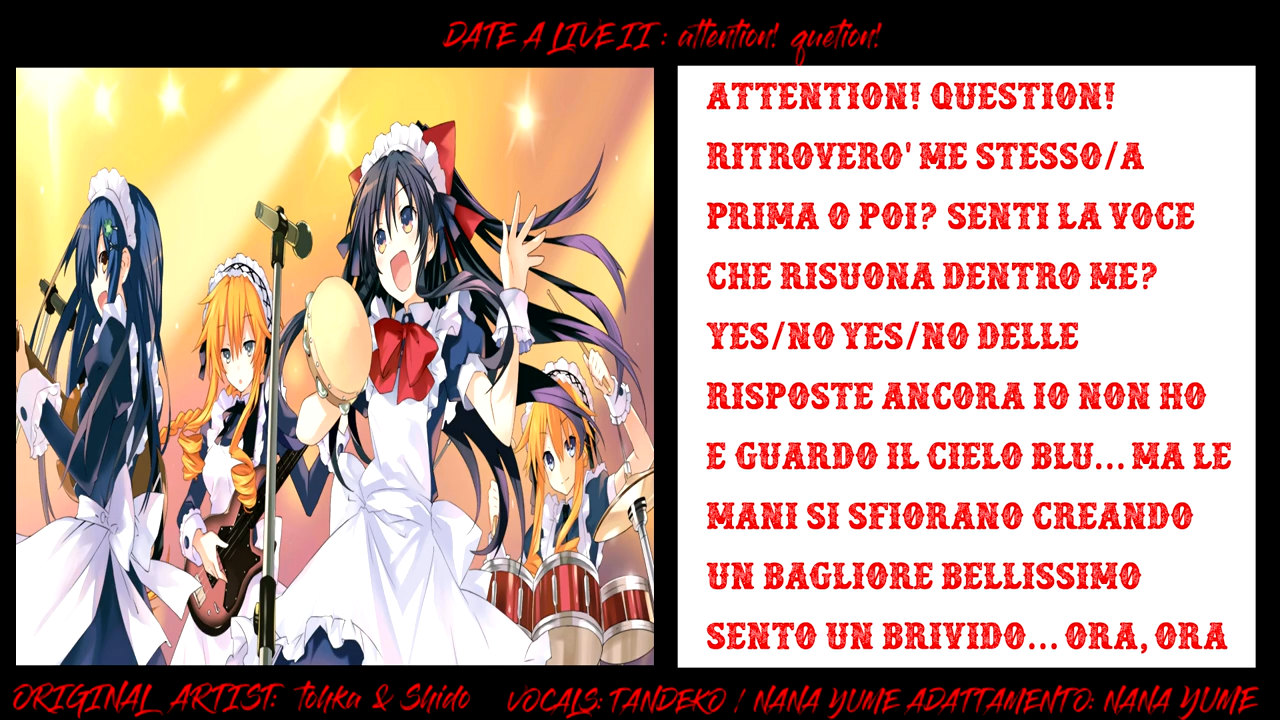 DATE A LIVE II : attention! quetion!
ATTENTION! QUESTION!
RITROVERO' ME STESSO/A
PRIMA O POI? SENTI LA VOCE
CHE RISUONA DENTRO ME?
YES/NO YES/NO DELLE
RISPOSTE ANCORA IO NON HO
E GUARDO IL CIELO BLU... MA LE
MANI SI SFIORANO CREANDO
UN BAGLIORE BELLISSIMO
SENTO UN BRIVIDO... ORA, ORA
ORIGINAL ARTIST: tohka & Shido VOCALS: TANDEKO ! NANA YUME ADATTAMENTO: NANA YUME